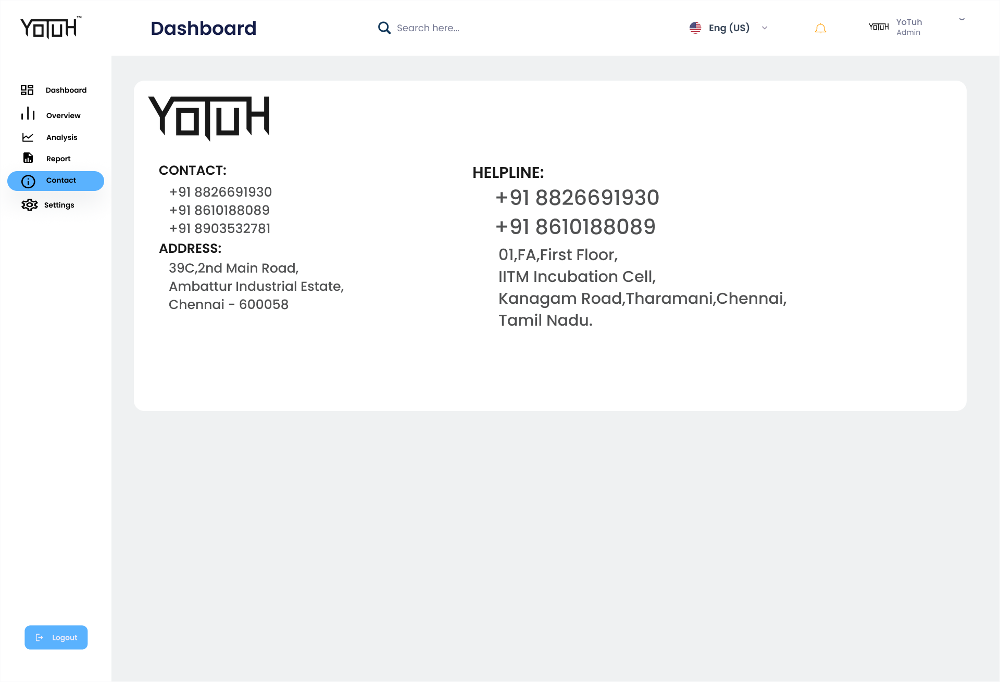 YOTUH™
Dashboard
Search here...
Eng (US)
YOTUH
YoTuh
Admin
Dashboard
Overview
Analysis
Report
Contact
Settings
Logout
YOTUH
CONTACT:
+91 8826691930
+91 8610188089
+91 8903532781
ADDRESS:
39C,2nd Main Road,
Ambattur Industrial Estate,
Chennai - 600058
HELPLINE:
+91 8826691930
+91 8610188089
01,FA,First Floor,
IITM Incubation Cell,
Kanagam Road,Tharamani,Chennai,
Tamil Nadu.